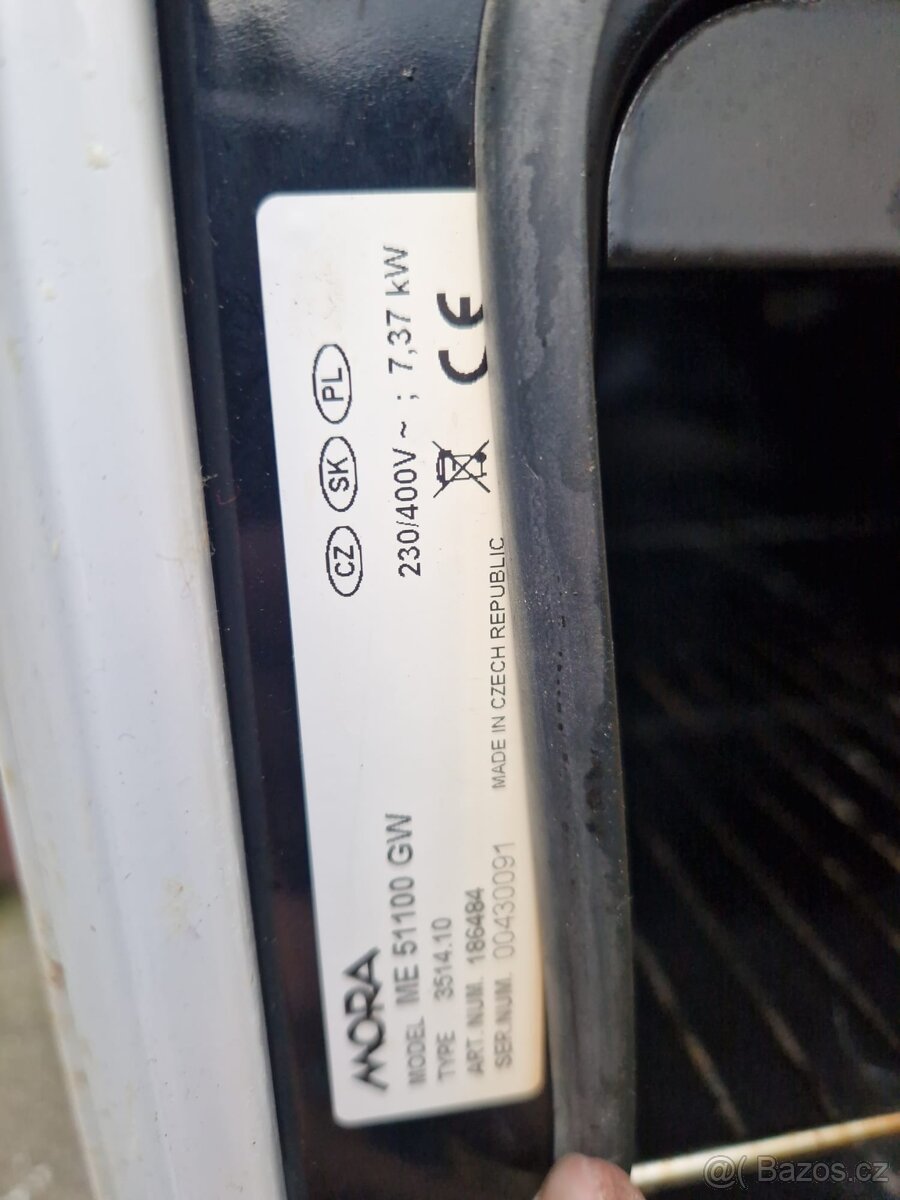 MORA
MODEL ME 51100 GW
TYPE 3514.10
ART. NUM. 186484
SER.NUM. 00430091
MADE IN CZECH REPUBLIC
CZ SK PL
230/400V ~ ; 7,37 kW
CE
@( Bazos.cz